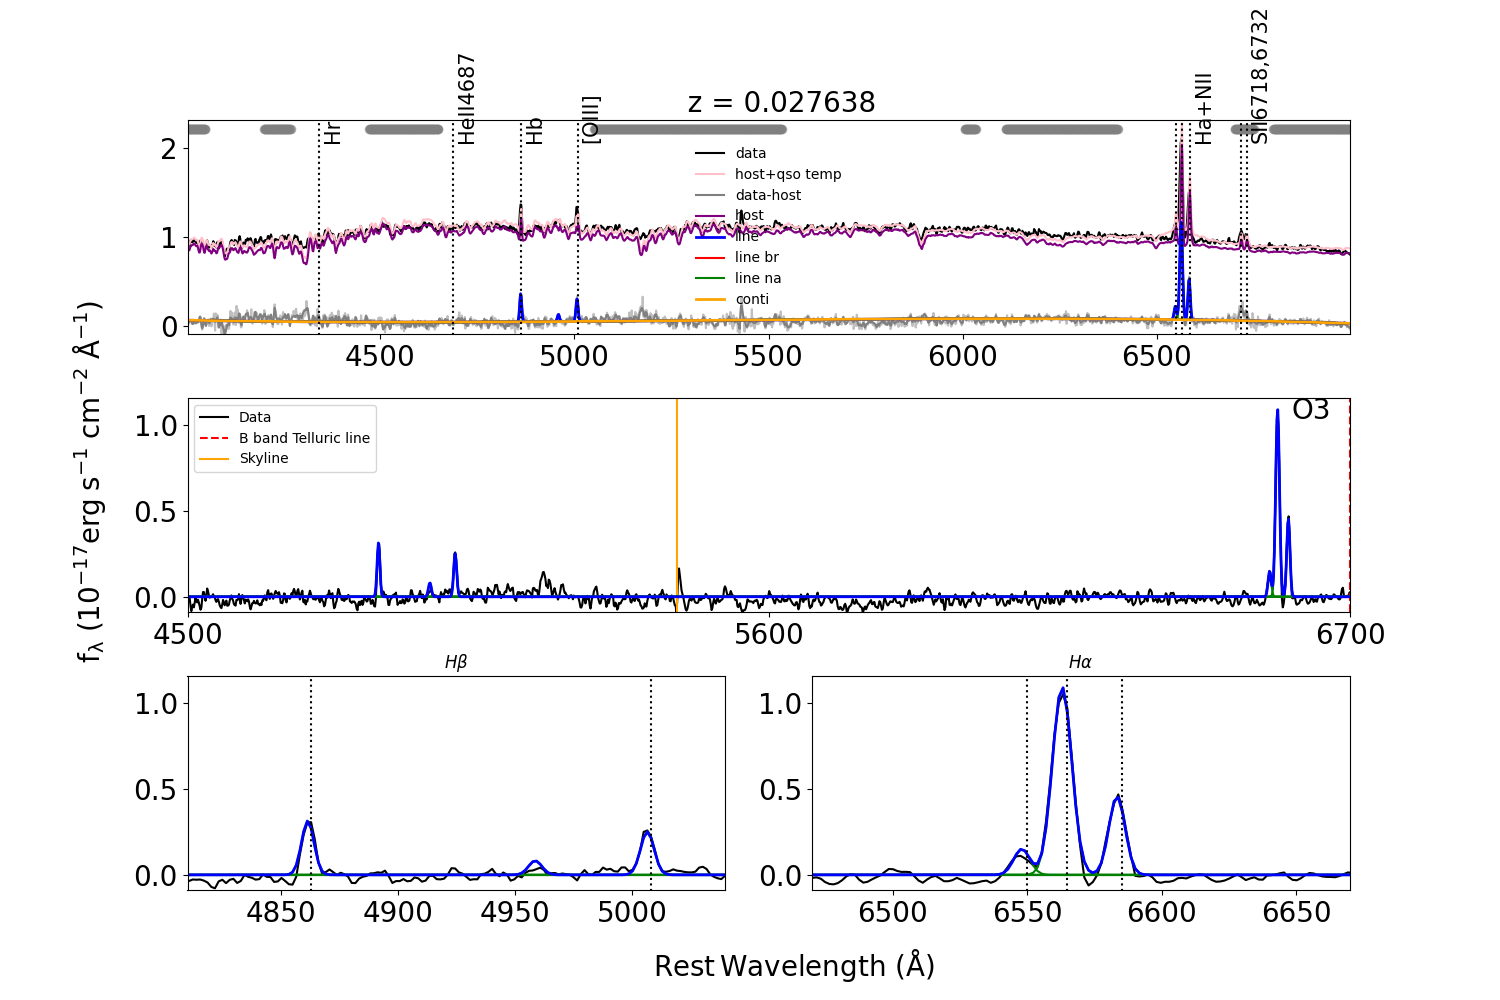 z = 0.027638
Hr
HeII4687
Hb
[OIII]
Ha+NII
SII6718,6732
data
host+qso temp
data-host
host
line
line br
line na
conti
2
1
0
4500
5000
5500
6000
6500
fλ (10−17erg s−1 cm−2 Å−1)
Data
B band Telluric line
Skyline
O3
1.0
0.5
0.0
4500
5600
6700
Hβ
1.0
0.5
0.0
4850
4900
4950
5000
Hα
1.0
0.5
0.0
6500
6550
6600
6650
Rest Wavelength (Å)